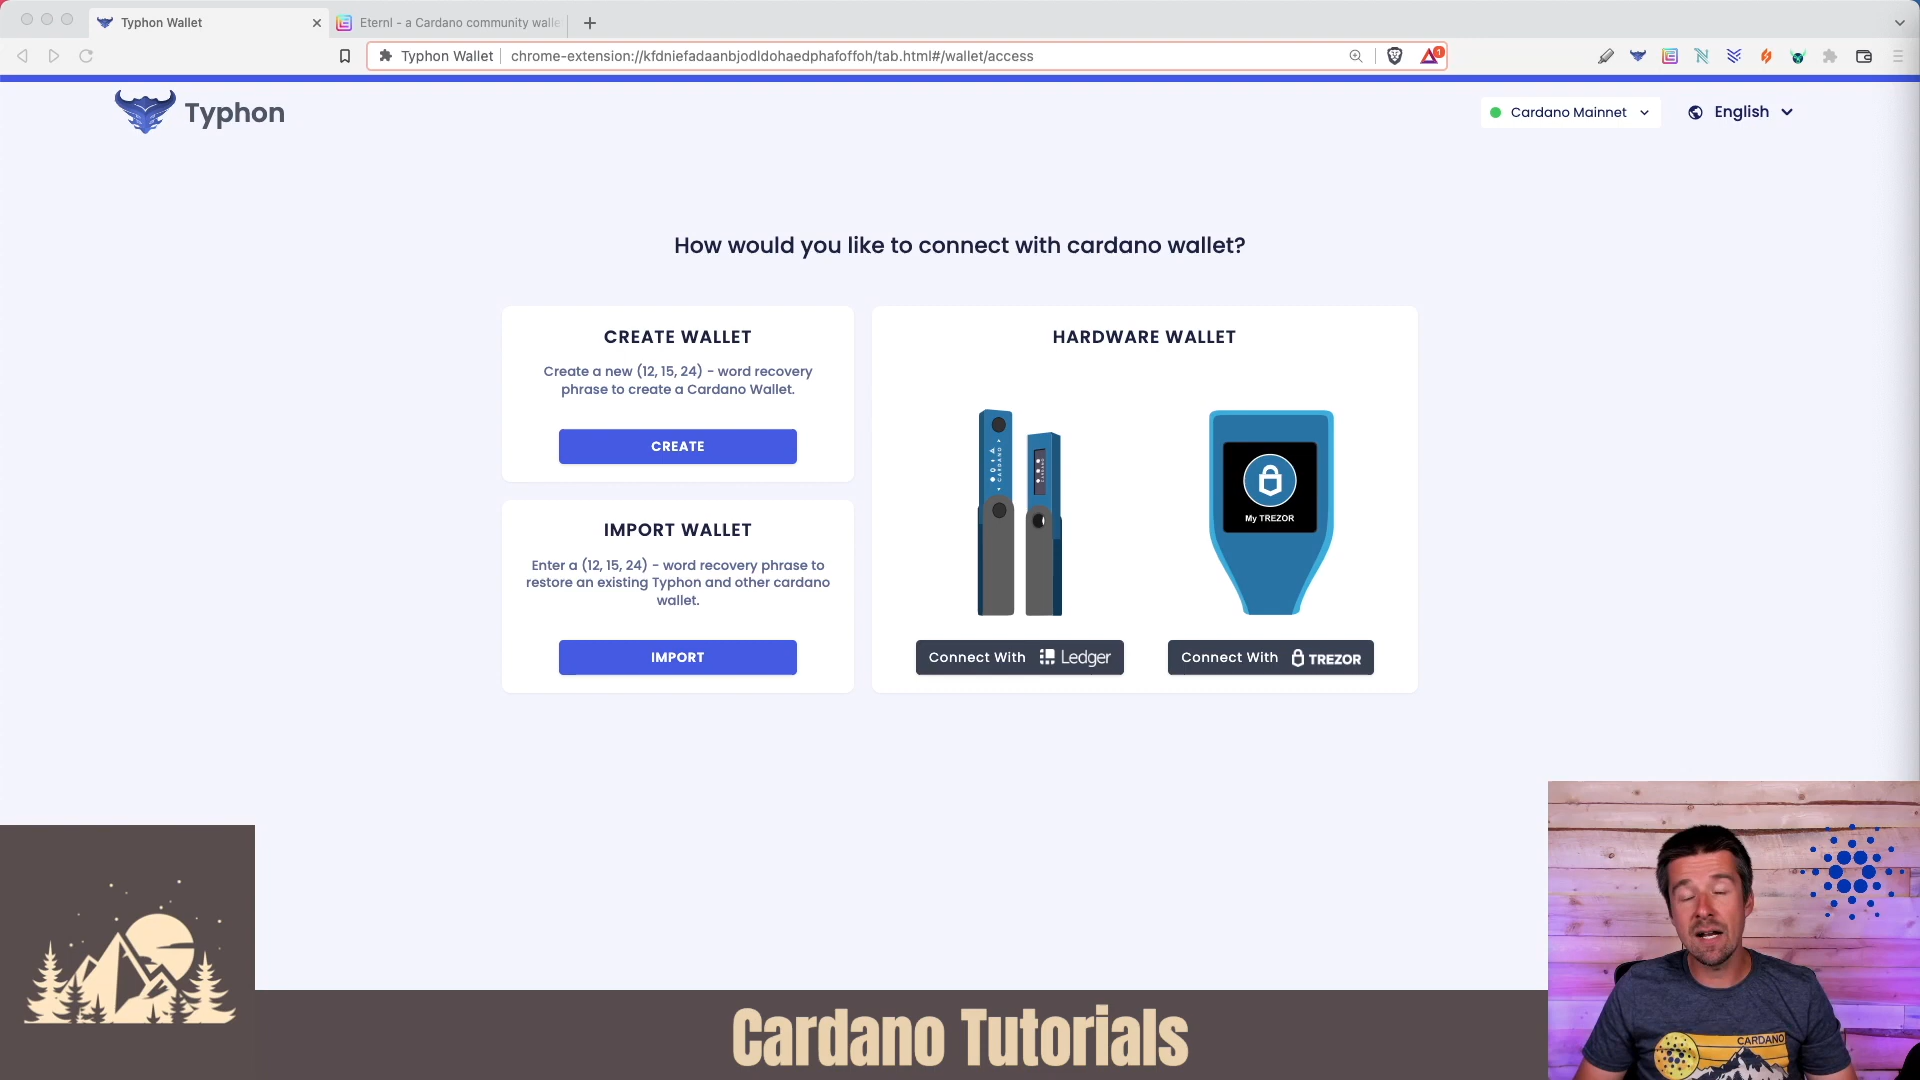 Typhon Wallet
Eternl - a Cardano community walle
Typhon Wallet chrome-extension://kfdniefadaanbjodldohaedphafoffoh/tab.html#/wallet/access
1
Typhon
Cardano Mainnet
English
How would you like to connect with cardano wallet?
CREATE WALLET
Create a new (12, 15, 24) - word recovery
phrase to create a Cardano Wallet.
CREATE
IMPORT WALLET
Enter a (12, 15, 24) - word recovery phrase to
restore an existing Typhon and other cardano
wallet.
IMPORT
HARDWARE WALLET
CARDANO
CARDANO
My TREZOR
Connect With Ledger
Connect With TREZOR
Cardano Tutorials
CARDANO